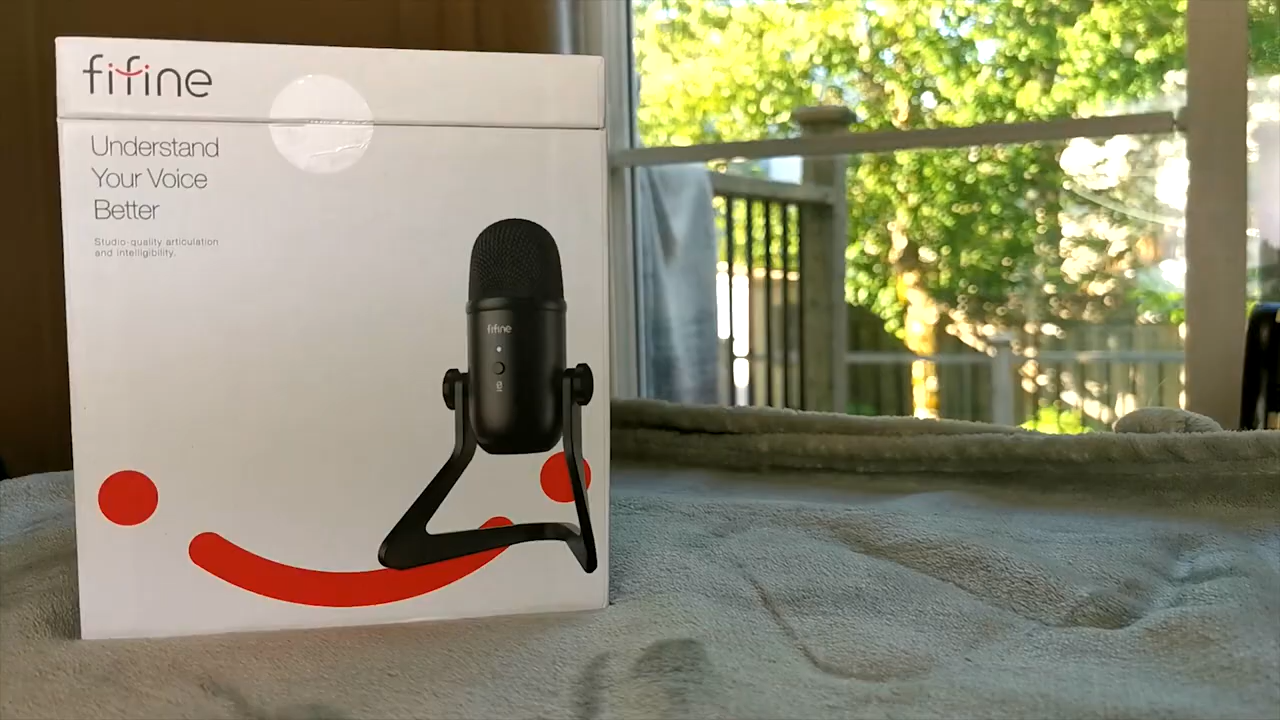 fifine
Understand
Your Voice
Better
Studio-quality articulation
and intelligibility.
fifine